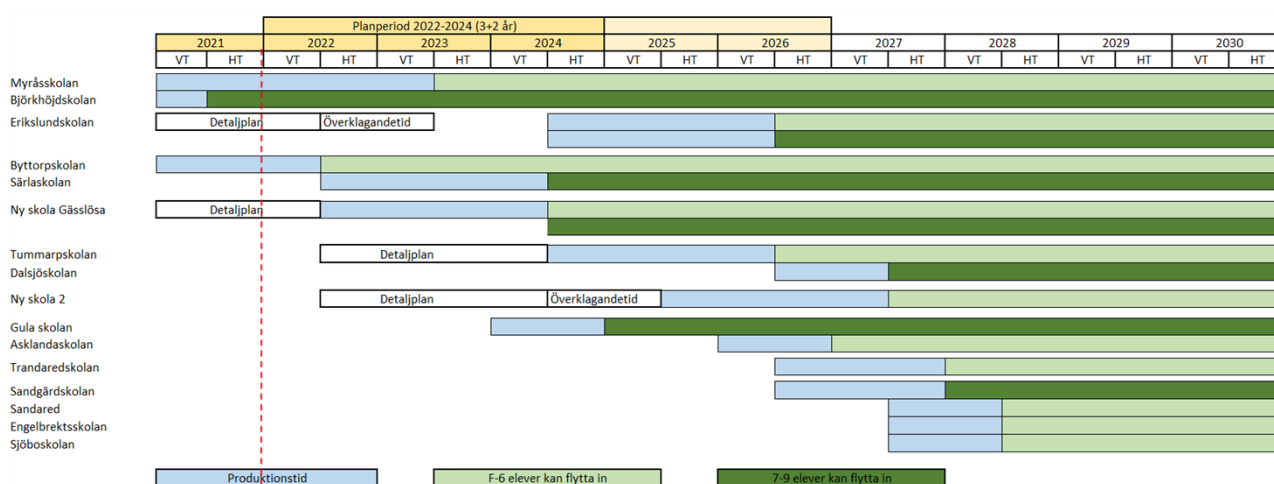 Planperiod 2022-2024 (3+2 år)
2021 2022 2023 2024 2025 2026 2027 2028 2029 2030
VT HT VT HT VT HT VT HT VT HT VT HT VT HT VT HT VT HT VT HT
Myråsskolan
Björkhöjdskolan
Erikslundskolan Detaljplan Överklagandetid
Byttorpskolan
Särlaskolan
Ny skola Gässlösa Detaljplan
Tummarpskolan Detaljplan
Dalsjöskolan
Ny skola 2 Detaljplan Överklagandetid
Gula skolan
Asklandaskolan
Trandaredskolan
Sandgärdskolan
Sandared
Engelbrektsskolan
Sjöboskolan
Produktionstid F-6 elever kan flytta in 7-9 elever kan flytta in